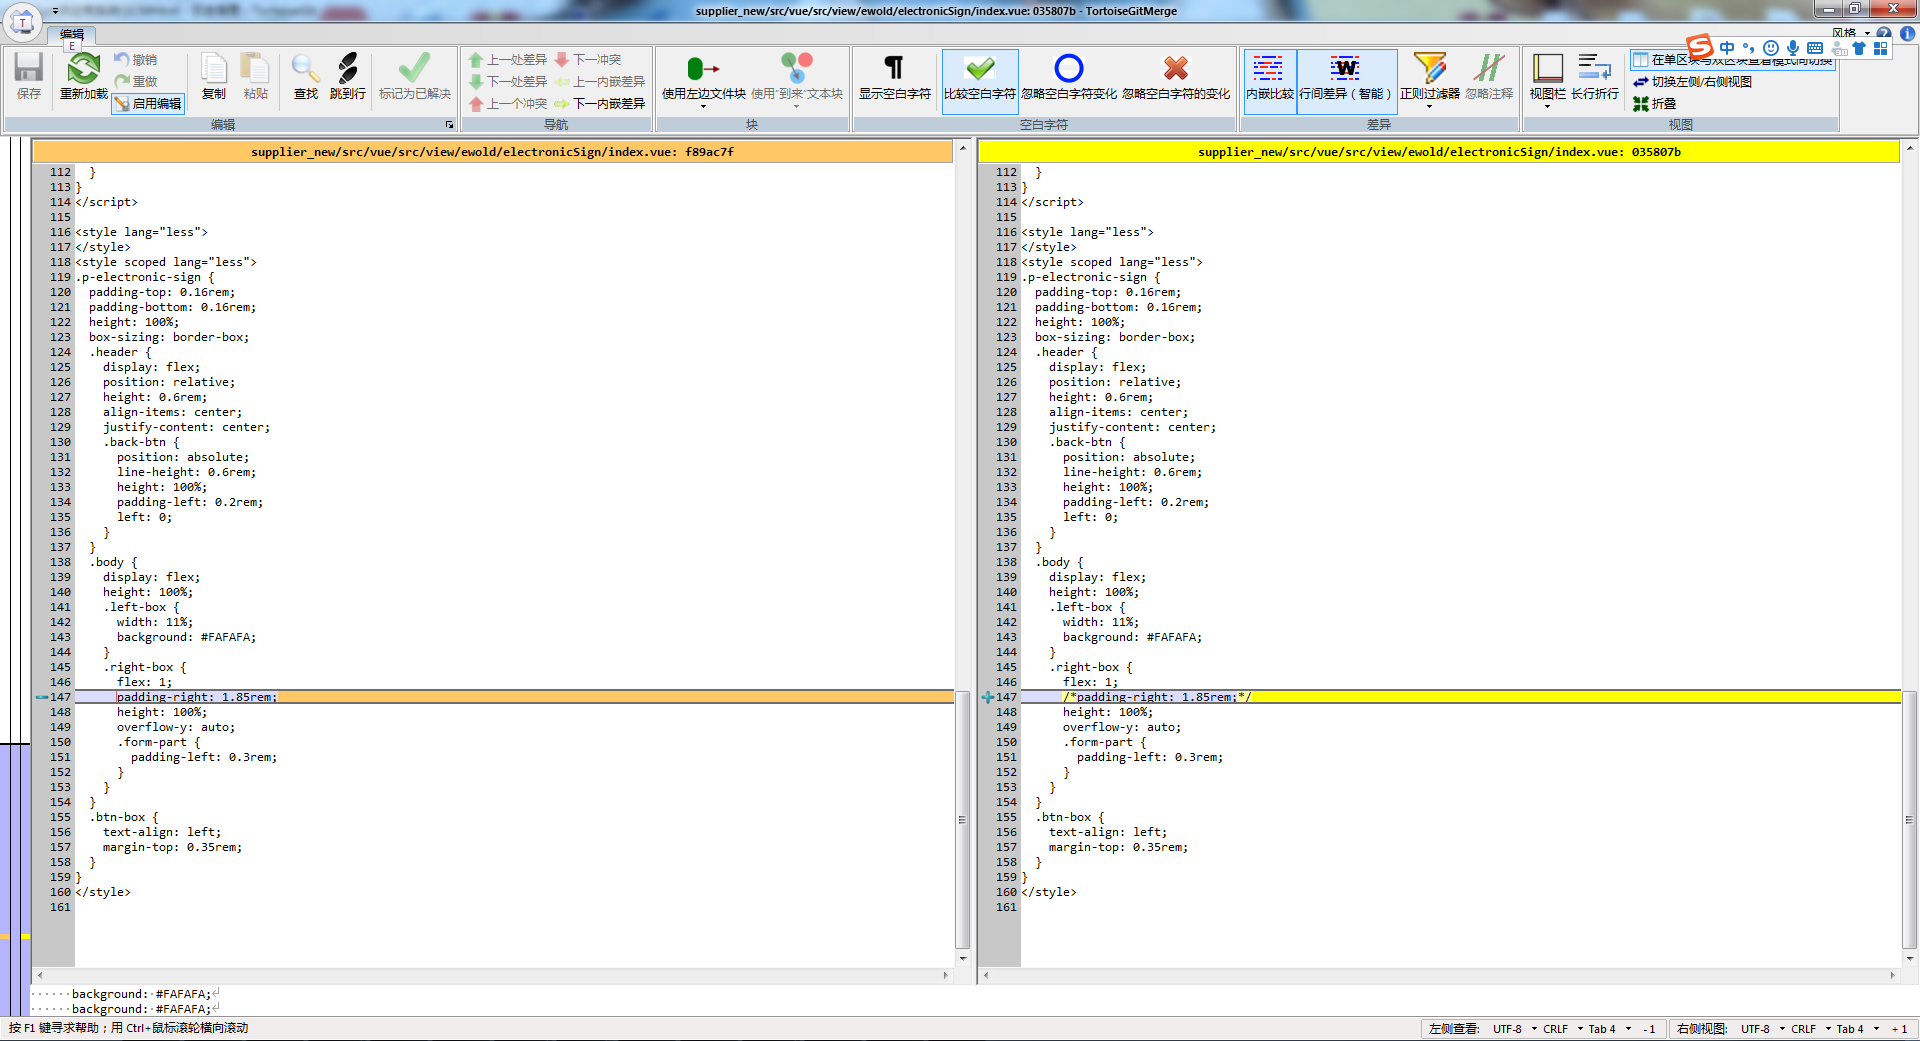 supplier_new/src/vue/src/view/ewold/electronicSign/index.vue: 035807b - TortoiseGitMerge
编辑
E
风格
中
保存
重新加载
撤销
重做
启用编辑
复制
粘贴
查找
跳到行
标记为已解决
编辑
上一处差异
下一处差异
上一个冲突
下一冲突
上一内嵌差异
下一内嵌差异
导航
使用左边文件块
使用“到来”文本块
块
显示空白字符
比较空白字符
忽略空白字符变化
忽略空白字符的变化
空白字符
内嵌比较
行间差异（智能）
正则过滤器
忽略注释
差异
视图栏
长行折行
在单区块与双区块查看模式间切换
切换左侧/右侧视图
折叠
视图
supplier_new/src/vue/src/view/ewold/electronicSign/index.vue: f89ac7f
112   }
113 }
114 </script>
115
116 <style lang="less">
117 </style>
118 <style scoped lang="less">
119 .p-electronic-sign {
120   padding-top: 0.16rem;
121   padding-bottom: 0.16rem;
122   height: 100%;
123   box-sizing: border-box;
124   .header {
125     display: flex;
126     position: relative;
127     height: 0.6rem;
128     align-items: center;
129     justify-content: center;
130     .back-btn {
131       position: absolute;
132       line-height: 0.6rem;
133       height: 100%;
134       padding-left: 0.2rem;
135       left: 0;
136     }
137   }
138   .body {
139     display: flex;
140     height: 100%;
141     .left-box {
142       width: 11%;
143       background: #FAFAFA;
144     }
145     .right-box {
146       flex: 1;
147       padding-right: 1.85rem;
148       height: 100%;
149       overflow-y: auto;
150       .form-part {
151         padding-left: 0.3rem;
152       }
153     }
154   }
155   .btn-box {
156     text-align: left;
157     margin-top: 0.35rem;
158   }
159 }
160 </style>
161
supplier_new/src/vue/src/view/ewold/electronicSign/index.vue: 035807b
112   }
113 }
114 </script>
115
116 <style lang="less">
117 </style>
118 <style scoped lang="less">
119 .p-electronic-sign {
120   padding-top: 0.16rem;
121   padding-bottom: 0.16rem;
122   height: 100%;
123   box-sizing: border-box;
124   .header {
125     display: flex;
126     position: relative;
127     height: 0.6rem;
128     align-items: center;
129     justify-content: center;
130     .back-btn {
131       position: absolute;
132       line-height: 0.6rem;
133       height: 100%;
134       padding-left: 0.2rem;
135       left: 0;
136     }
137   }
138   .body {
139     display: flex;
140     height: 100%;
141     .left-box {
142       width: 11%;
143       background: #FAFAFA;
144     }
145     .right-box {
146       flex: 1;
147       /*padding-right: 1.85rem;*/
148       height: 100%;
149       overflow-y: auto;
150       .form-part {
151         padding-left: 0.3rem;
152       }
153     }
154   }
155   .btn-box {
156     text-align: left;
157     margin-top: 0.35rem;
158   }
159 }
160 </style>
161
······background:·#FAFAFA;
······background:·#FAFAFA;
按 F1 键寻求帮助；用 Ctrl+鼠标滚轮横向滚动
左侧查看: UTF-8 CRLF Tab 4 - 1
右侧视图: UTF-8 CRLF Tab 4 + 1